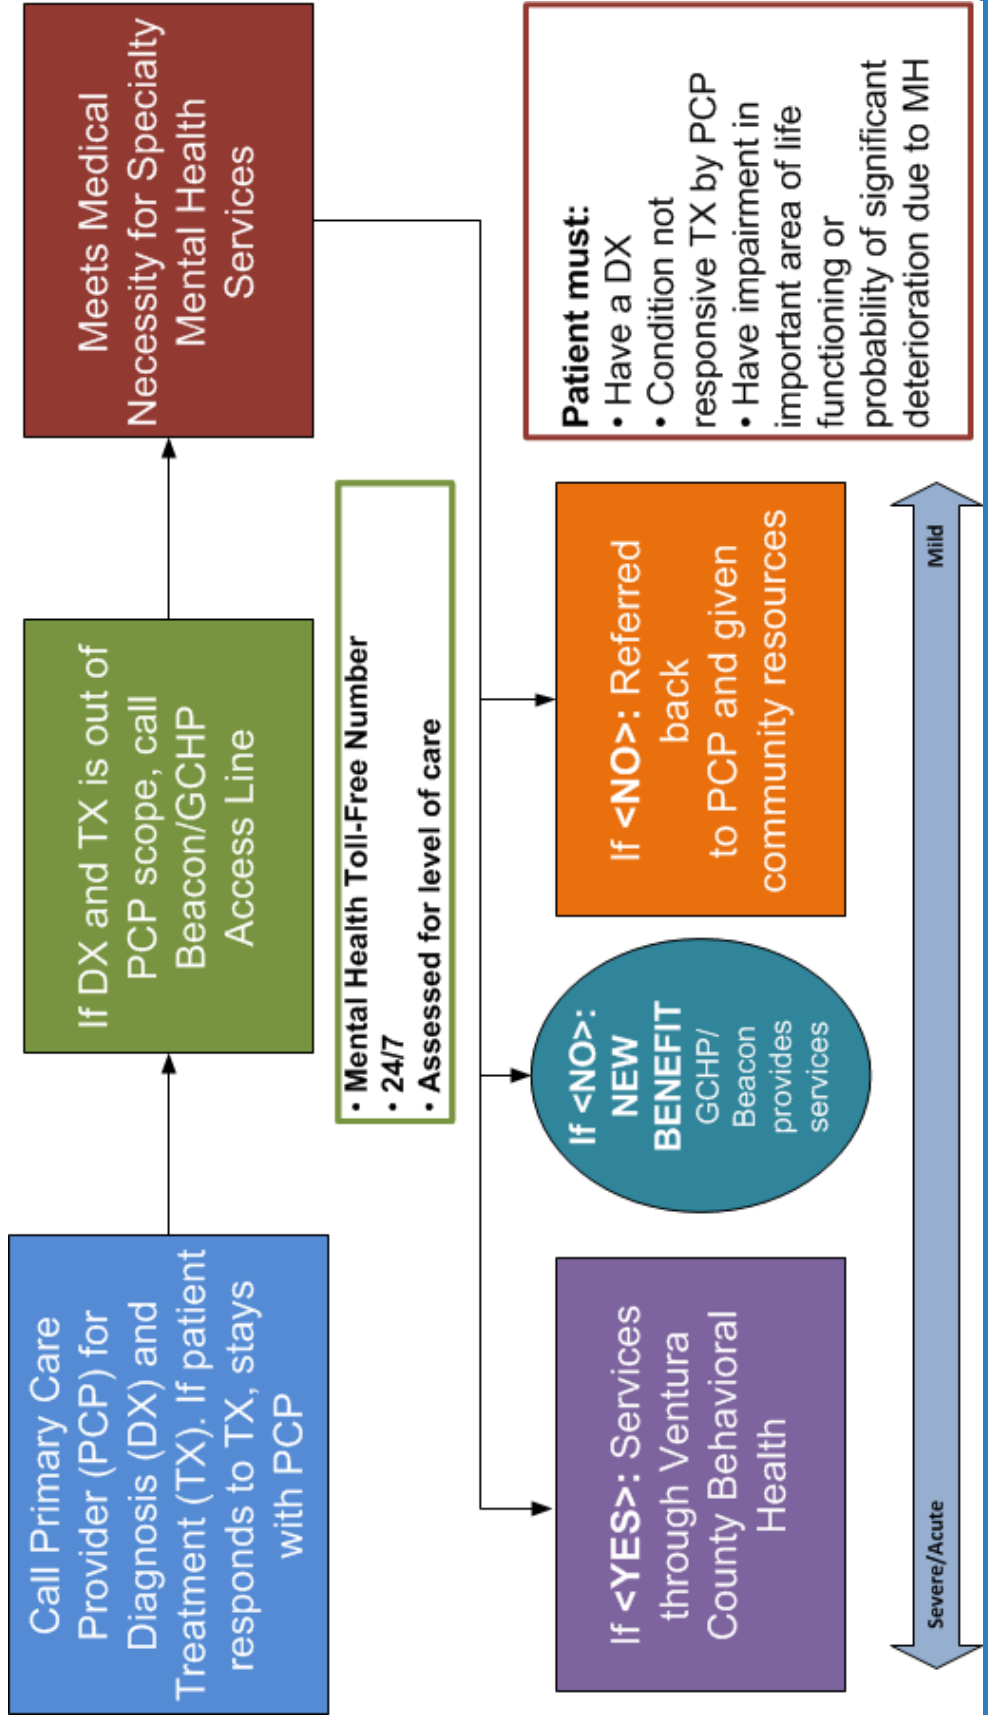 Call Primary Care
Provider (PCP) for
Diagnosis (DX) and
Treatment (TX). If patient
responds to TX, stays
with PCP
If DX and TX is out of
PCP scope, call
Beacon/GCHP
Access Line
Meets Medical
Necessity for Specialty
Mental Health
Services
• Mental Health Toll-Free Number
• 24/7
• Assessed for level of care
If <YES>: Services
through Ventura
County Behavioral
Health
If <NO>:
NEW
BENEFIT
GCHP/
Beacon
provides
services
If <NO>: Referred
back
to PCP and given
community resources
Patient must:
• Have a DX
• Condition not
responsive TX by PCP
• Have impairment in
important area of life
functioning or
probability of significant
deterioration due to MH
Severe/Acute
Mild